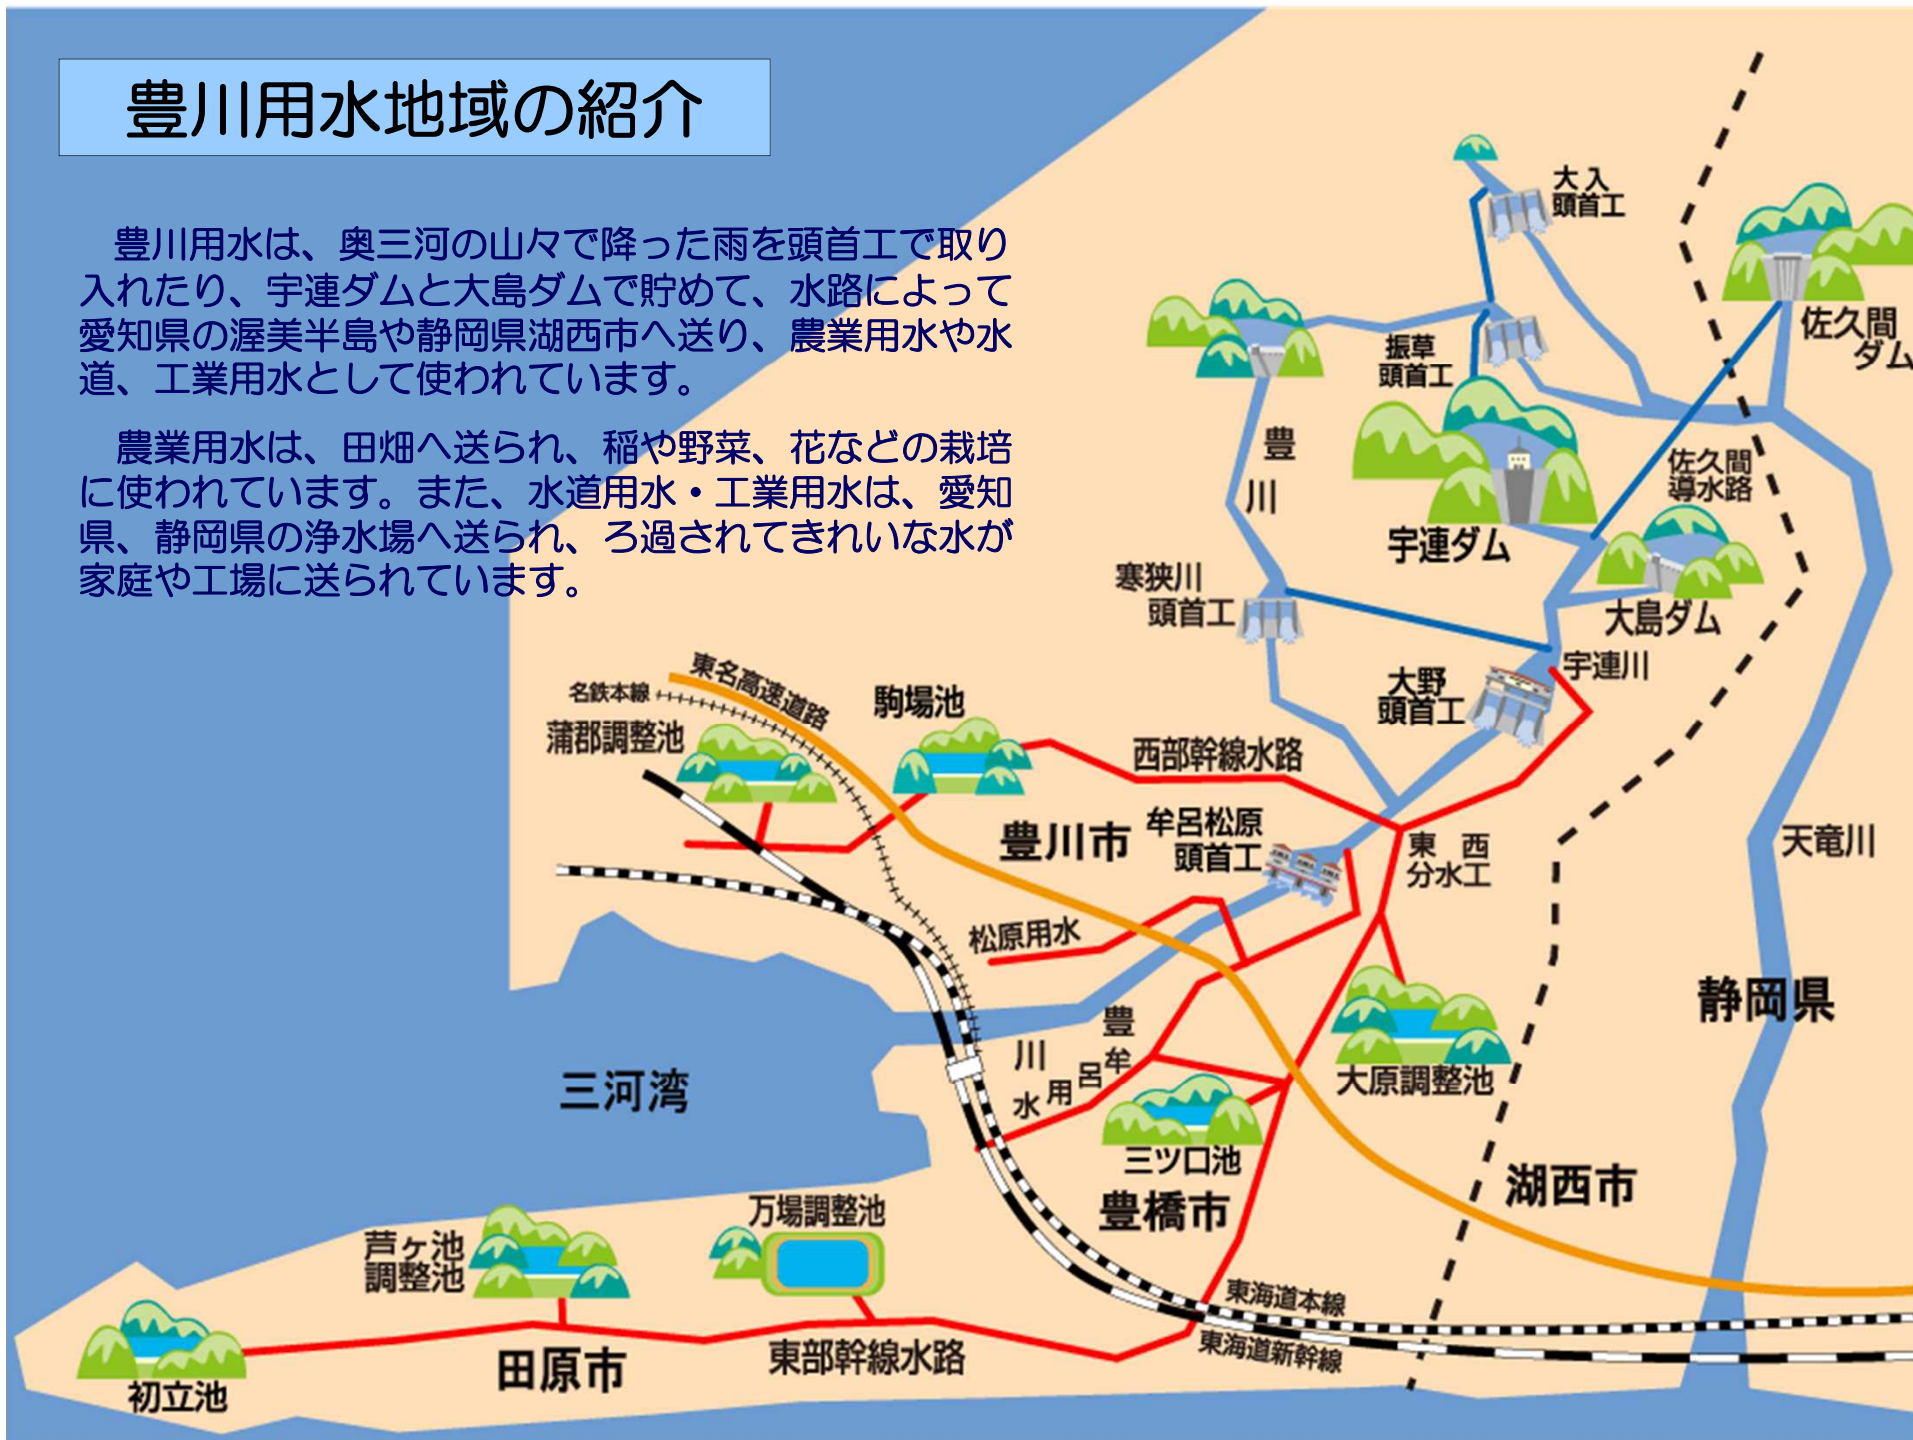 豊川用水地域の紹介
豊川用水は、奥三河の山々で降った雨を頭首工で取り
入れたり、宇連ダムと大島ダムで貯めて、水路によって
愛知県の渥美半島や静岡県湖西市へ送り、農業用水や水
道、工業用水として使われています。
農業用水は、田畑へ送られ、稲や野菜、花などの栽培
に使われています。また、水道用水・工業用水は、愛知
県、静岡県の浄水場へ送られ、ろ過されてきれいな水が
家庭や工場に送られています。
大入
頭首工
佐久間
ダム
振草
頭首工
豊川
佐久間
導水路
宇連ダム
寒狭川
頭首工
大島ダム
宇連川
大野
頭首工
東名高速道路
名鉄本線
蒲郡調整池
駒場池
西部幹線水路
豊川市
牟呂松原
頭首工
東西
分水工
天竜川
松原用水
静岡県
豊川
牟呂用水
三河湾
大原調整池
三ツ口池
豊橋市
湖西市
万場調整池
芦ヶ池
調整池
東海道本線
東海道新幹線
東部幹線水路
田原市
初立池